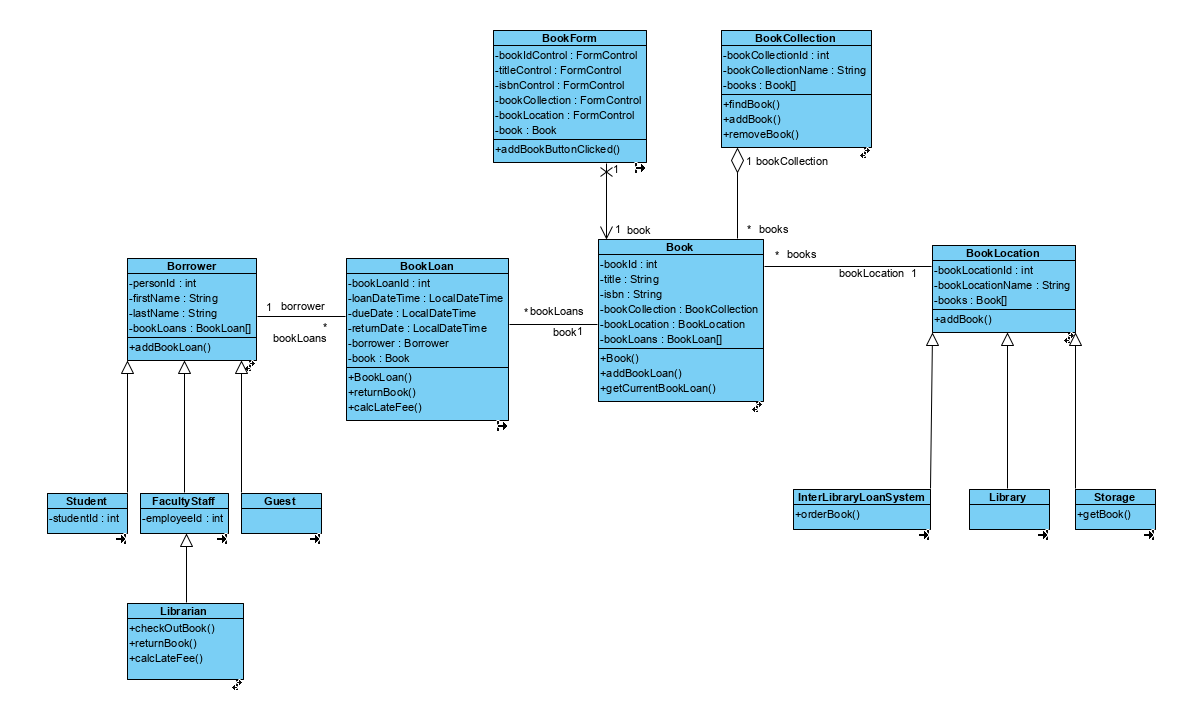 BookForm
-bookIdControl : FormControl
-titleControl : FormControl
-isbnControl : FormControl
-bookCollection : FormControl
-bookLocation : FormControl
-book : Book
+addBookButtonClicked()
BookCollection
-bookCollectionId : int
-bookCollectionName : String
-books : Book[]
+findBook()
+addBook()
+removeBook()
1
1 bookCollection
1 book
* books
Borrower
-personId : int
-firstName : String
-lastName : String
-bookLoans : BookLoan[]
+addBookLoan()
1 borrower
*
bookLoans
BookLoan
-bookLoanId : int
-loanDateTime : LocalDateTime
-dueDate : LocalDateTime
-returnDate : LocalDateTime
-borrower : Borrower
-book : Book
+BookLoan()
+returnBook()
+calcLateFee()
* bookLoans
book 1
Book
-bookId : int
-title : String
-isbn : String
-bookCollection : BookCollection
-bookLocation : BookLocation
-bookLoans : BookLoan[]
+Book()
+addBookLoan()
+getCurrentBookLoan()
* books
bookLocation 1
BookLocation
-bookLocationId : int
-bookLocationName : String
-books : Book[]
+addBook()
Student
-studentId : int
FacultyStaff
-employeeId : int
Guest
InterLibraryLoanSystem
+orderBook()
Library
Storage
+getBook()
Librarian
+checkOutBook()
+returnBook()
+calcLateFee()